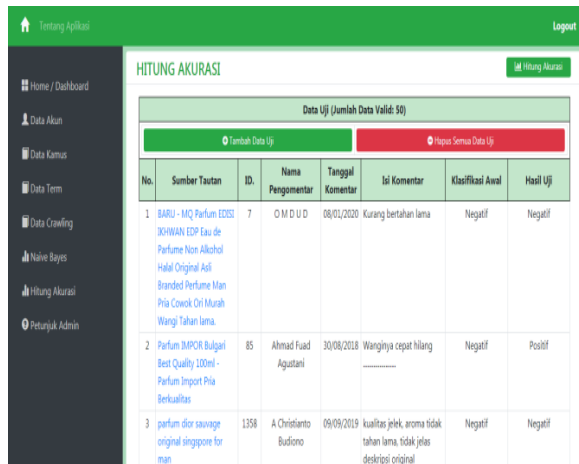 Tentang Aplikasi
Logout
Home / Dashboard
Data Akun
Data Kamus
Data Term
Data Crawling
Naive Bayes
Hitung Akurasi
Petunjuk Admin
HITUNG AKURASI
Hitung Akurasi
Data Uji (Jumlah Data Valid: 50)
Tambah Data Uji
Hapus Semua Data Uji
No. Sumber Tautan ID. Nama Pengomentar Tanggal Komentar Isi Komentar Klasifikasi Awal Hasil Uji
1 BARU - MQ Parfum EDISI 7 O M D U D 08/01/2020 Kurang bertahan lama Negatif Negatif
IKHWAN EDP Eau de
Parfume Non Alkohol
Halal Original Asli
Branded Perfume Man
Pria Cowok Ori Murah
Wangi Tahan lama.
2 Parfum IMPOR Bulgari 85 Ahmad Fuad 30/08/2018 Wanginya cepat hilang Negatif Positif
Best Quality 100ml - Agustani ................
Parfum Import Pria
Berkualitas
3 parfum dior sauvage 1358 A Christianto 09/09/2019 kualitas jelek, aroma tidak Negatif Negatif
original singspore for Budiono tahan lama, tidak jelas
man deskripsi original